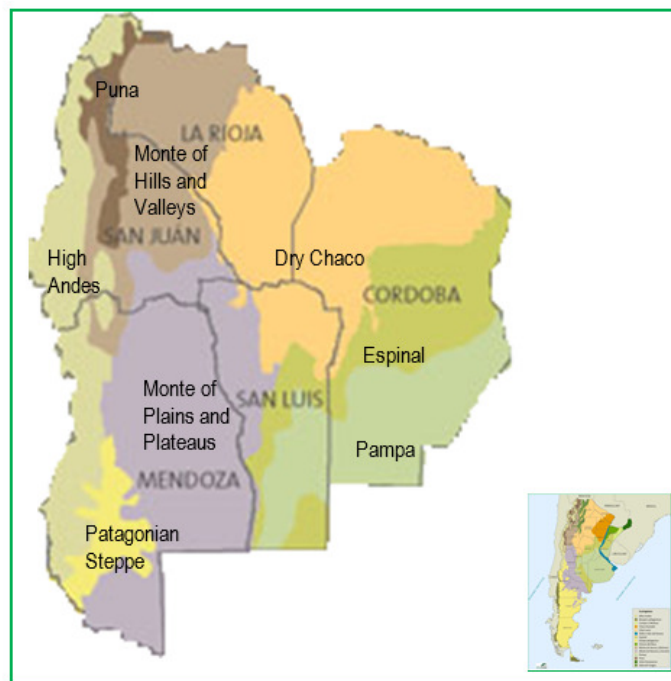 Puna
LA RIOJA
Monte of
Hills and
Valleys
SAN JUÁN
High
Andes
Dry Chaco
CORDOBA
Espinal
Monte of
Plains and
Plateaus
SAN LUIS
Pampa
MENDOZA
Patagonian
Steppe